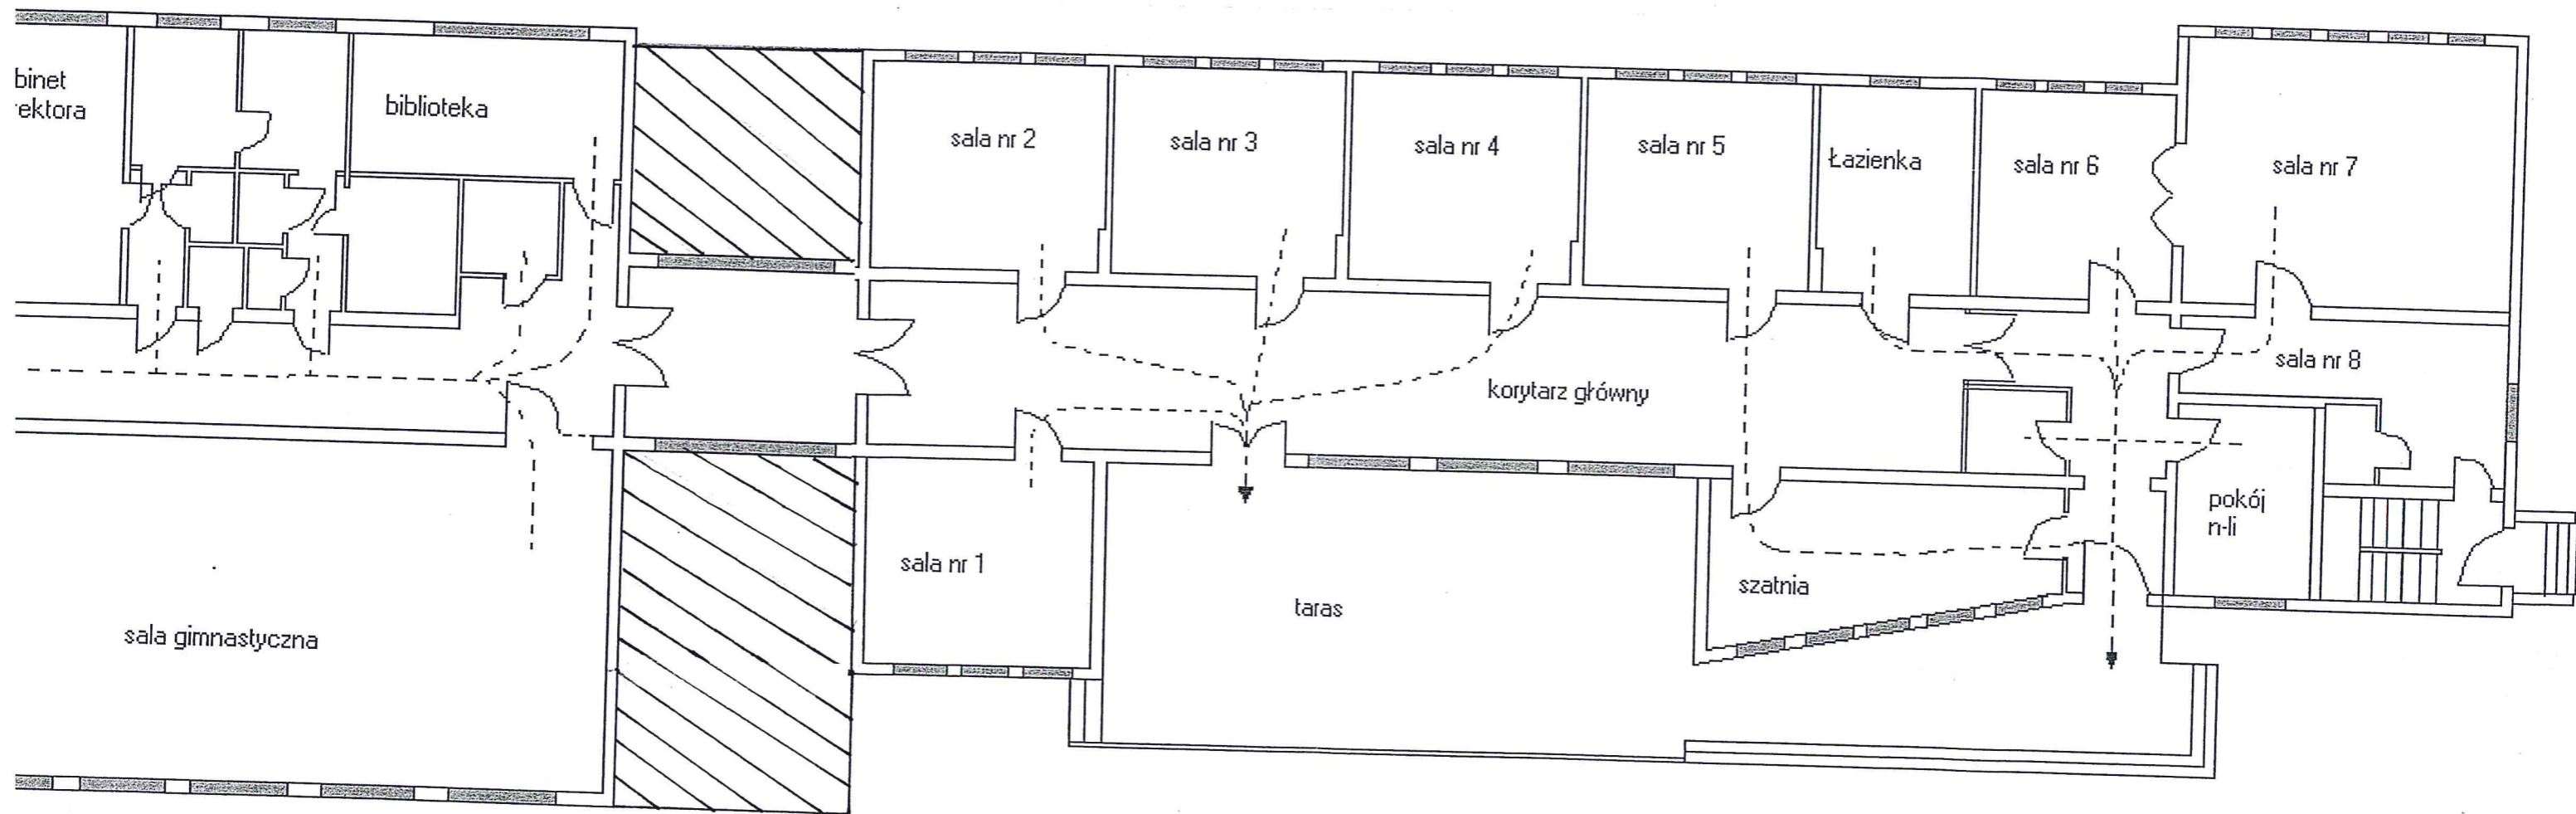 binet
rektora
biblioteka
sala nr 2
sala nr 3
sala nr 4
sala nr 5
Łazienka
sala nr 6
sala nr 7
sala nr 8
korytarz główny
pokój
n-li
sala nr 1
szatnia
taras
sala gimnastyczna